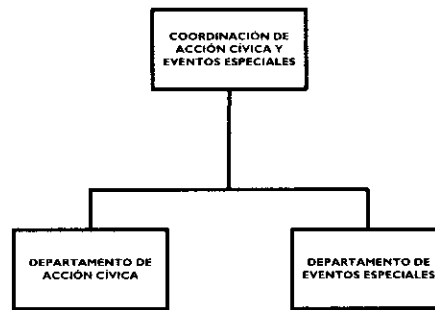 COORDINACIÓN DE
ACCIÓN CÍVICA Y
EVENTOS ESPECIALES
DEPARTAMENTO DE
ACCIÓN CÍVICA
DEPARTAMENTO DE
EVENTOS ESPECIALES